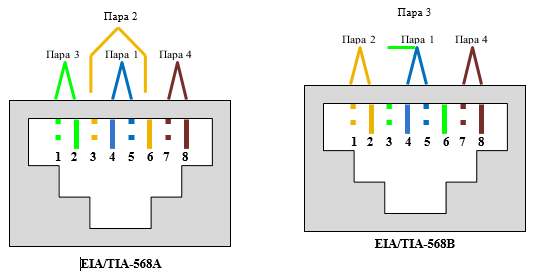 Пара 2
Пара 3 Пара 1 Пара 4
1 2 3 4 5 6 7 8
EIA/TIA-568A
Пара 3
Пара 2 Пара 1 Пара 4
1 2 3 4 5 6 7 8
EIA/TIA-568B